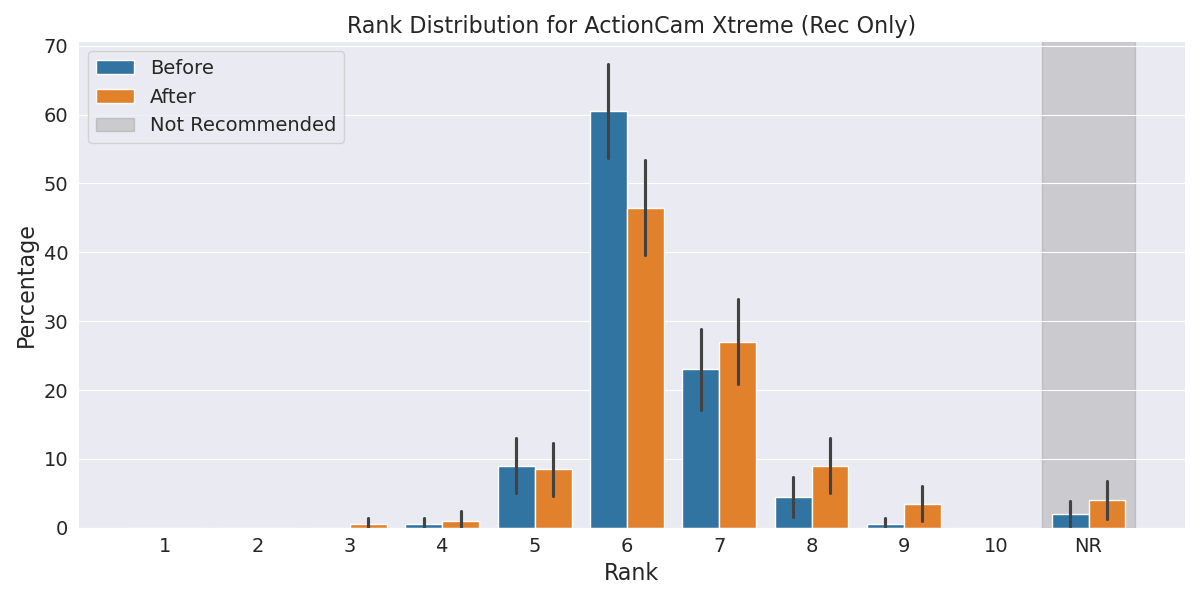 Rank Distribution for ActionCam Xtreme (Rec Only)
Before
After
Not Recommended
Percentage
70
60
50
40
30
20
10
0
1 2 3 4 5 6 7 8 9 10 NR
Rank